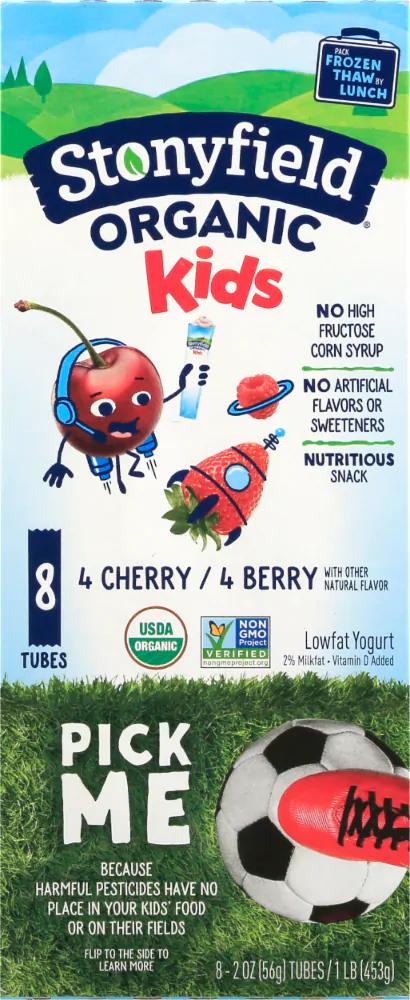 PACK
FROZEN
THAW BY
LUNCH
Stonyfield
ORGANIC
®
Kids
Stonyfield
ORGANIC
Kids
NO HIGH
FRUCTOSE
CORN SYRUP
NO ARTIFICIAL
FLAVORS OR
SWEETENERS
NUTRITIOUS
SNACK
8
TUBES
4 CHERRY / 4 BERRY WITH OTHER
NATURAL FLAVOR
USDA
ORGANIC
NON
GMO
Project
VERIFIED
nongmoproject.org
Lowfat Yogurt
2% Milkfat • Vitamin D Added
PICK
ME
BECAUSE
HARMFUL PESTICIDES HAVE NO
PLACE IN YOUR KIDS' FOOD
OR ON THEIR FIELDS
FLIP TO THE SIDE TO
LEARN MORE
8 - 2 OZ (56g) TUBES / 1 LB (453g)